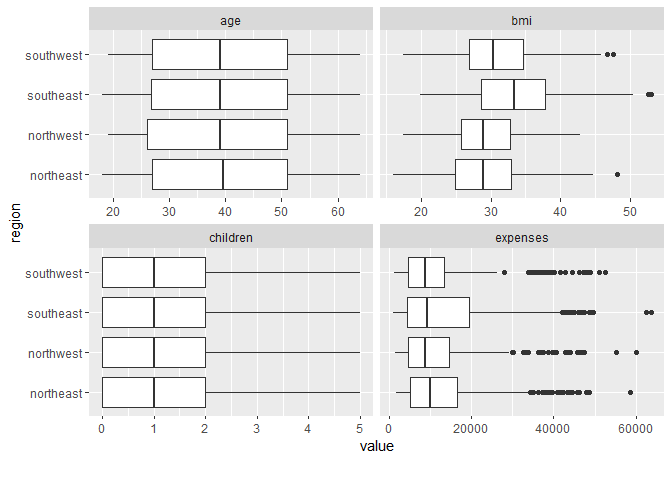 age bmi
southwest
southeast
northwest
northeast
20 30 40 50 60 20 30 40 50
region
children expenses
southwest
southeast
northwest
northeast
0 1 2 3 4 5 0 20000 40000 60000
value